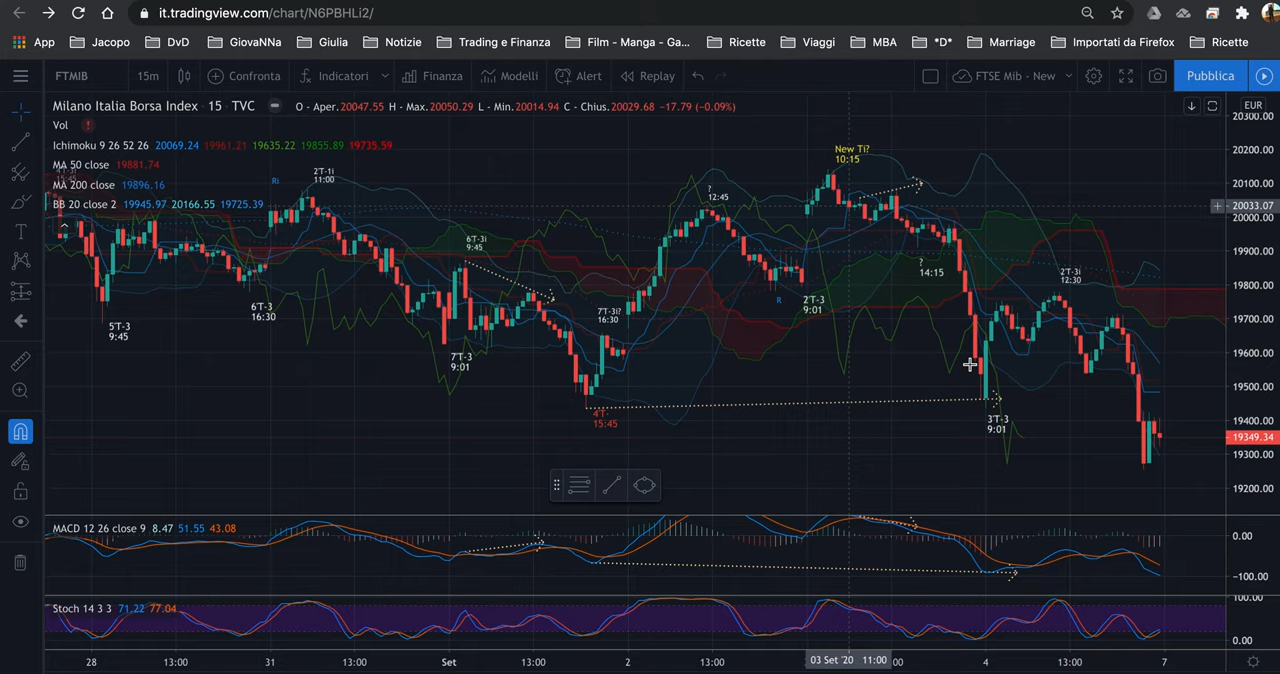 it.tradingview.com/chart/N6PBHLi2/
App Jacopo DvD GiovaNNa Giulia Notizie Trading e Finanza Film - Manga - Ga... Ricette Viaggi MBA *D* Marriage Importati da Firefox Ricette
FTMIB 15m Confronta Indicatori Finanza Modelli Alert Replay FTSE Mib - New Pubblica
Milano Italia Borsa Index · 15 · TVC O - Aper.20047.55 H - Max.20050.29 L - Min.20014.94 C - Chius.20029.68 -17.79 (-0.09%) EUR
Vol
Ichimoku 9 26 52 26 20069.24 19961.21 19635.22 19855.89 19735.59
MA 50 close 19881.74
MA 200 close 19896.16
BB 20 close 2 19945.97 20166.55 19725.39
15:45
Ri
2T-1i
11:00
?
12:45
New Ti?
10:15
6T-3i
9:45
5'T-3
9:45
6T-3
16:30
7'T-3
9:01
7T-3i?
16:30
4'T-
15:45
R
2'T-3
9:01
?
14:15
3'T-3
9:01
2'T-3i
12:30
20300.00
20200.00
20100.00
20033.07
20000.00
19900.00
19800.00
19700.00
19600.00
19500.00
19400.00
19349.34
19300.00
19200.00
MACD 12 26 close 9 8.47 51.55 43.08
0.00
-100.00
Stoch 14 3 3 71.22 77.04
100.00
0.00
28 13:00 31 13:00 Set 13:00 2 13:00 03 Set '20 11:00 :00 4 13:00 7